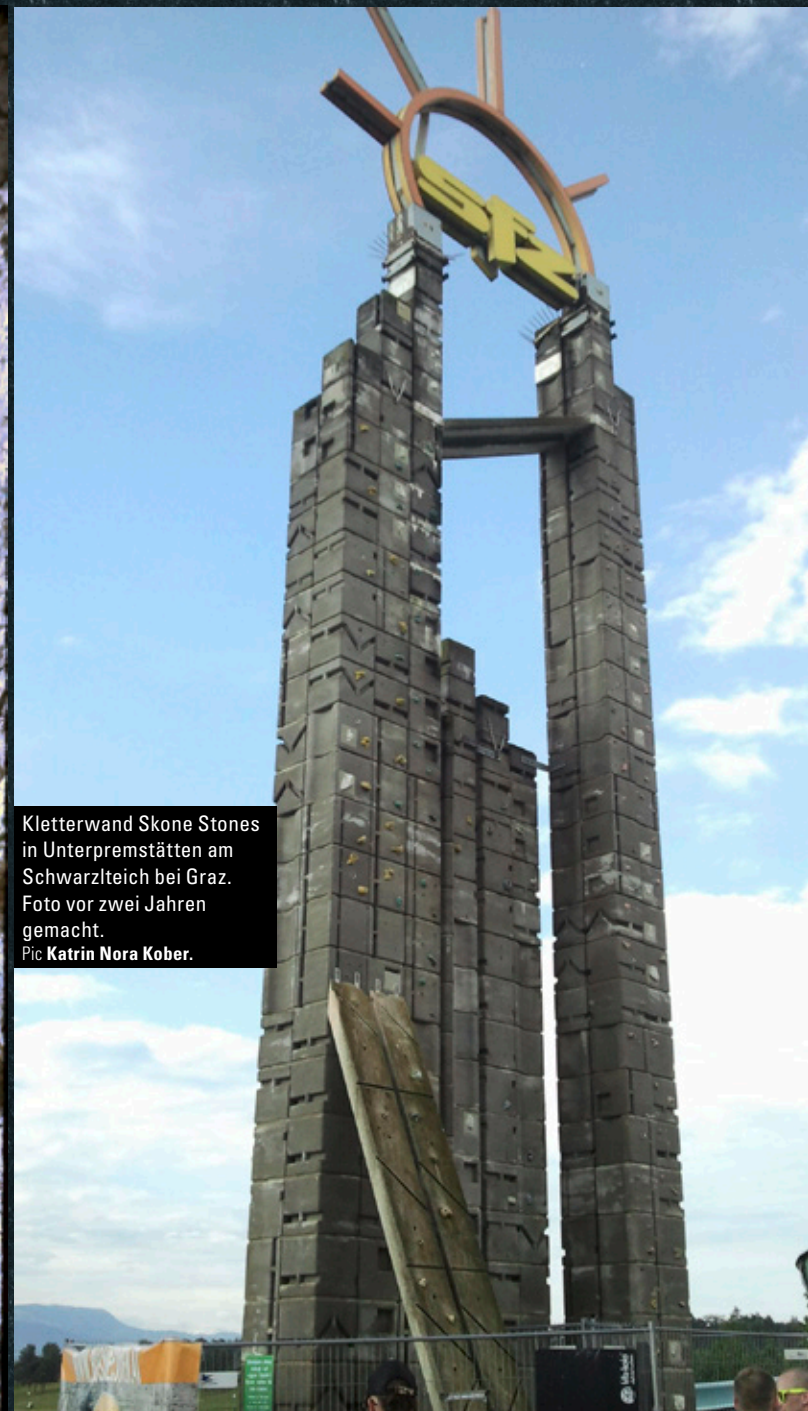 SFZ
Kletterwand Skone Stones
in Unterpremstätten am
Schwarzlteich bei Graz.
Foto vor zwei Jahren
gemacht.
Pic Katrin Nora Kober.